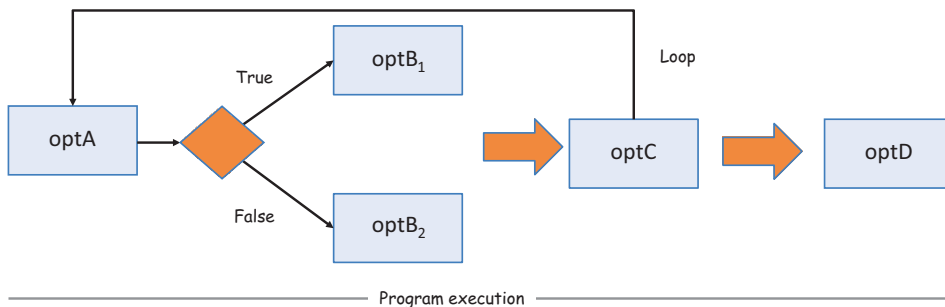 Loop
optB₁
True
optA
optC
optD
False
optB₂
Program execution